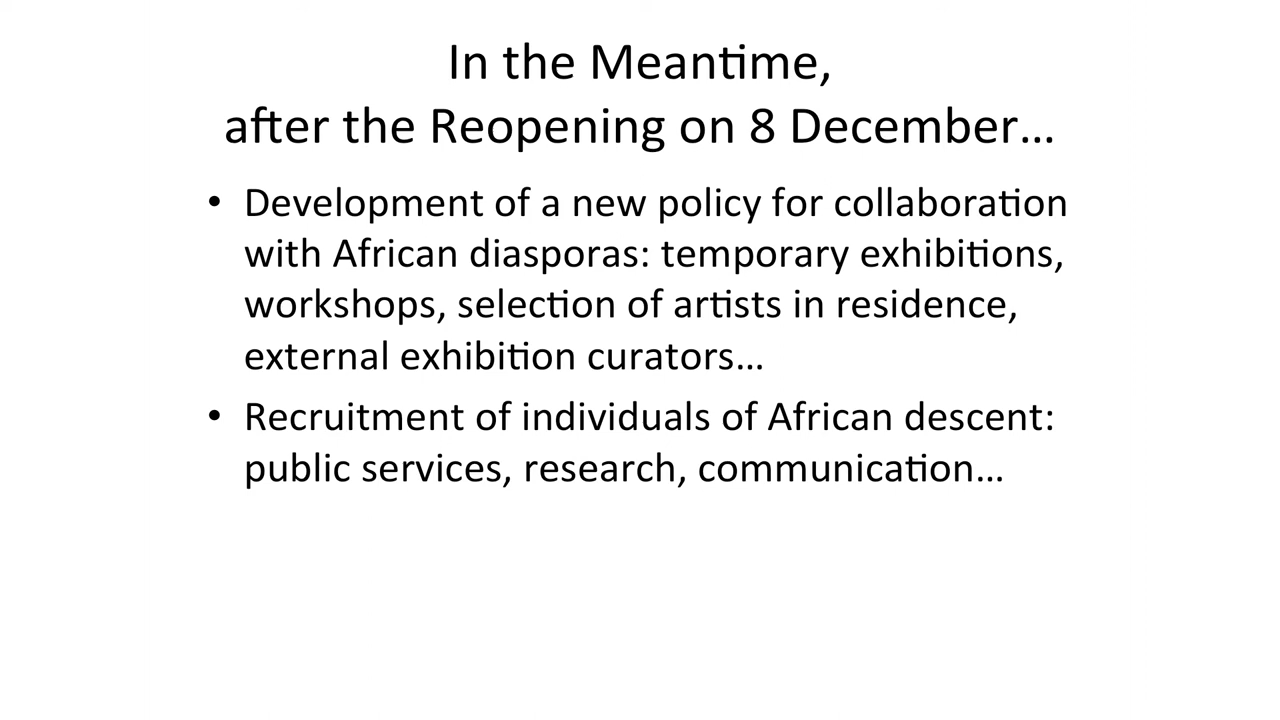 In the Meantime,
after the Reopening on 8 December…
• Development of a new policy for collaboration
with African diasporas: temporary exhibitions,
workshops, selection of artists in residence,
external exhibition curators…
• Recruitment of individuals of African descent:
public services, research, communication…